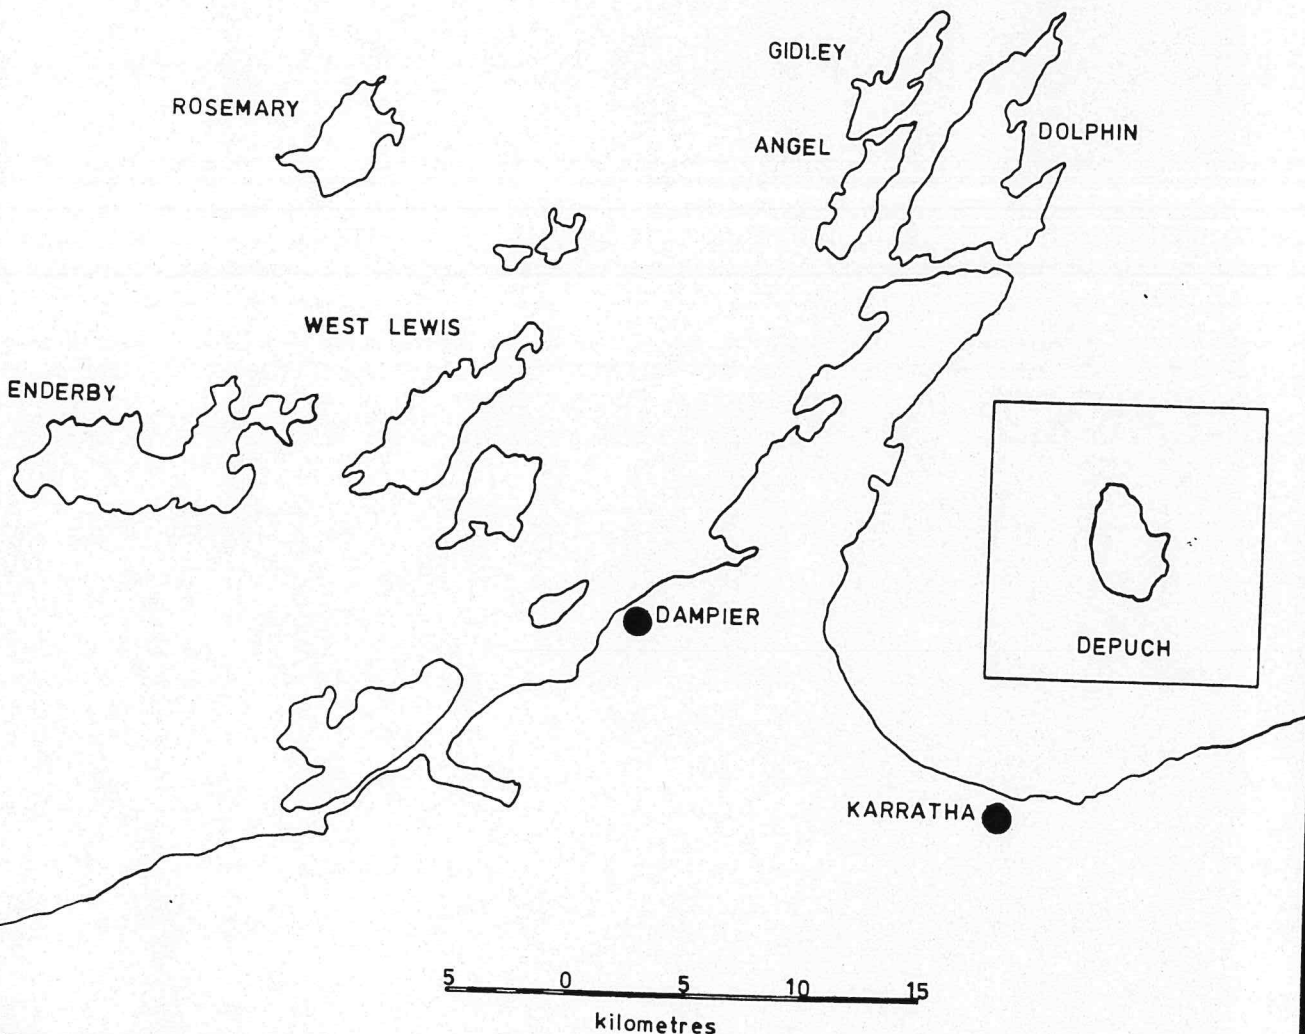 GIDLEY
ROSEMARY
DOLPHIN
ANGEL
WEST LEWIS
ENDERBY
DAMPIER
DEPUCH
KARRATHA
5 0 5 10 15
kilometres